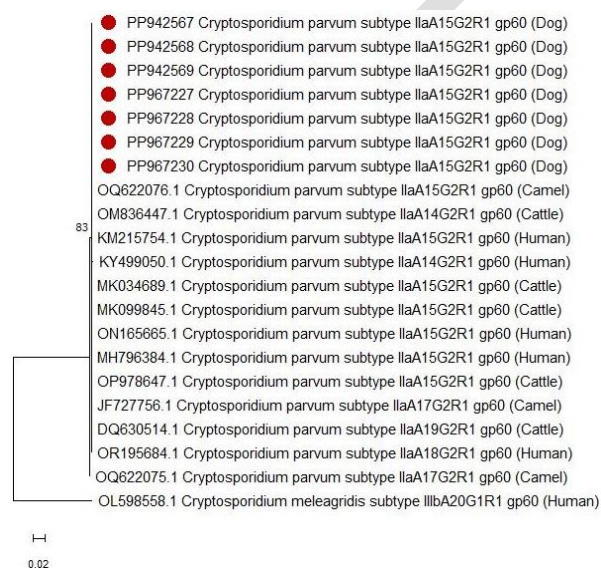 PP942567 Cryptosporidium parvum subtype IIaA15G2R1 gp60 (Dog)
PP942568 Cryptosporidium parvum subtype IIaA15G2R1 gp60 (Dog)
PP942569 Cryptosporidium parvum subtype IIaA15G2R1 gp60 (Dog)
PP967227 Cryptosporidium parvum subtype IIaA15G2R1 gp60 (Dog)
PP967228 Cryptosporidium parvum subtype IIaA15G2R1 gp60 (Dog)
PP967229 Cryptosporidium parvum subtype IIaA15G2R1 gp60 (Dog)
PP967230 Cryptosporidium parvum subtype IIaA15G2R1 gp60 (Dog)
OQ622076.1 Cryptosporidium parvum subtype IIaA15G2R1 gp60 (Camel)
OM836447.1 Cryptosporidium parvum subtype IIaA14G2R1 gp60 (Cattle)
83
KM215754.1 Cryptosporidium parvum subtype IIaA15G2R1 gp60 (Human)
KY499050.1 Cryptosporidium parvum subtype IIaA14G2R1 gp60 (Human)
MK034689.1 Cryptosporidium parvum subtype IIaA15G2R1 gp60 (Cattle)
MK099845.1 Cryptosporidium parvum subtype IIaA15G2R1 gp60 (Cattle)
ON165665.1 Cryptosporidium parvum subtype IIaA15G2R1 gp60 (Human)
MH796384.1 Cryptosporidium parvum subtype IIaA15G2R1 gp60 (Human)
OP978647.1 Cryptosporidium parvum subtype IIaA15G2R1 gp60 (Cattle)
JF727756.1 Cryptosporidium parvum subtype IIaA17G2R1 gp60 (Camel)
DQ630514.1 Cryptosporidium parvum subtype IIaA19G2R1 gp60 (Cattle)
OR195684.1 Cryptosporidium parvum subtype IIaA18G2R1 gp60 (Human)
OQ622075.1 Cryptosporidium parvum subtype IIaA17G2R1 gp60 (Camel)
OL598558.1 Cryptosporidium meleagridis subtype IIIbA20G1R1 gp60 (Human)
0.02